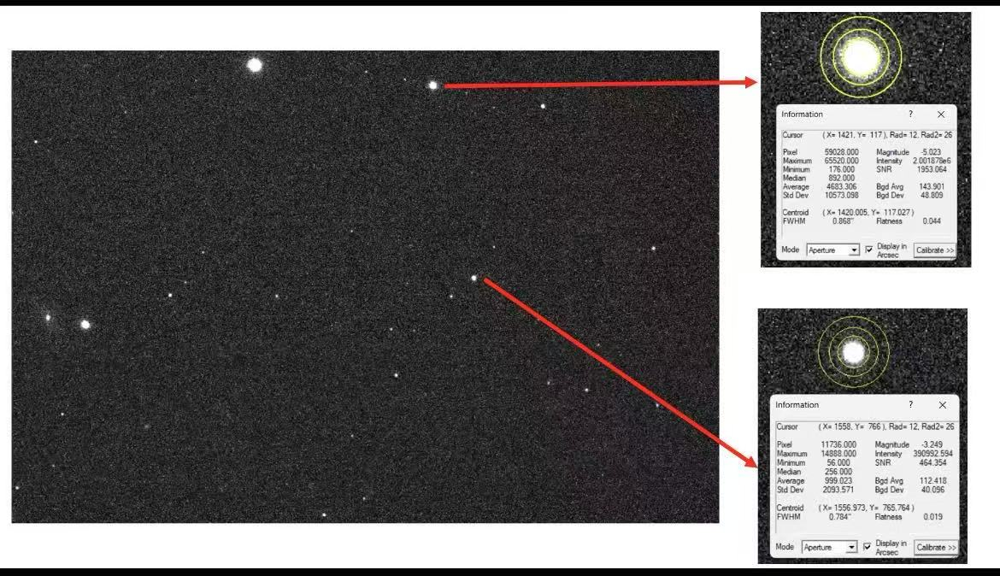 Information ? ×
Cursor ( X= 1421, Y= 117 ), Rad= 12, Rad2= 26
Pixel 59028.000 Magnitude -5.023
Maximum 65520.000 Intensity 2.001878e6
Minimum 176.000 SNR 1953.064
Median 892.000
Average 4683.306 Bgd Avg 143.901
Std Dev 10573.098 Bgd Dev 48.809
Centroid ( X= 1420.005, Y= 117.027 )
FWHM 0.868" Flatness 0.044
Mode Aperture Display in Arcsec Calibrate >>
Information ? ×
Cursor ( X= 1558, Y= 766 ), Rad= 12, Rad2= 26
Pixel 11736.000 Magnitude -3.249
Maximum 14888.000 Intensity 390992.594
Minimum 56.000 SNR 464.354
Median 256.000
Average 999.023 Bgd Avg 112.418
Std Dev 2093.571 Bgd Dev 40.096
Centroid ( X= 1556.973, Y= 765.764 )
FWHM 0.784" Flatness 0.019
Mode Aperture Display in Arcsec Calibrate >>